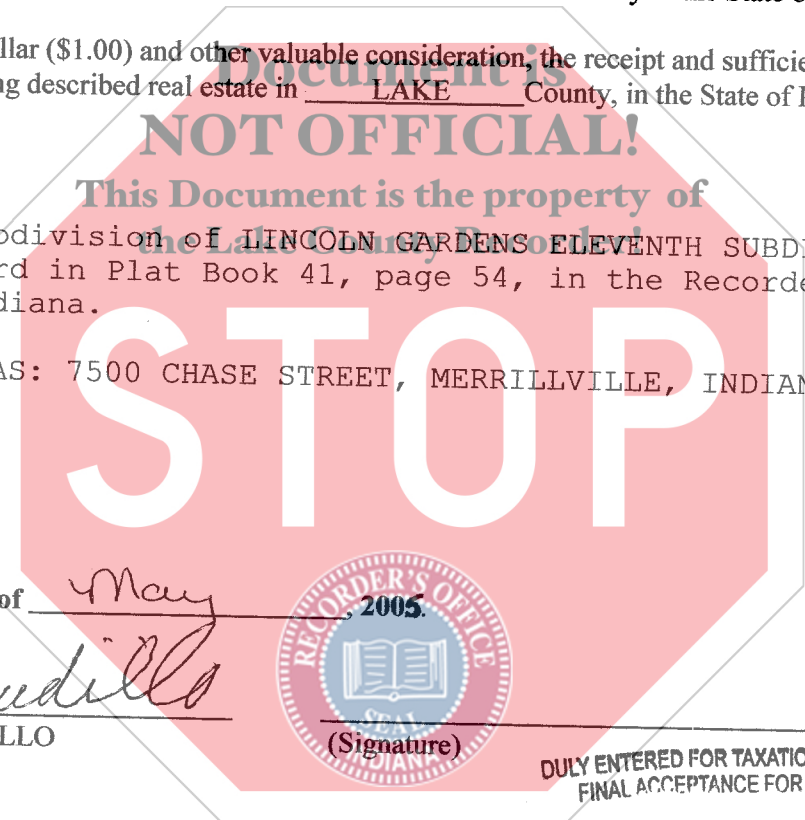 llar ($1.00) and other valuable consideration, the receipt and sufficie
Document is
ng described real estate in LAKE County, in the State of
NOT OFFICIAL!
This Document is the property of
the Lake County Recorder!
bdivision of LINCOLN GARDENS ELEVENTH SUBD
rd in Plat Book 41, page 54, in the Recorde
diana.
AS: 7500 CHASE STREET, MERRILLVILLE, INDIAN
STOP
of May, 2005.
RECORDER'S OFFICE
SEAL
INDIANA
LLO
(Signature)
DULY ENTERED FOR TAXATIO
FINAL ACCEPTANCE FOR